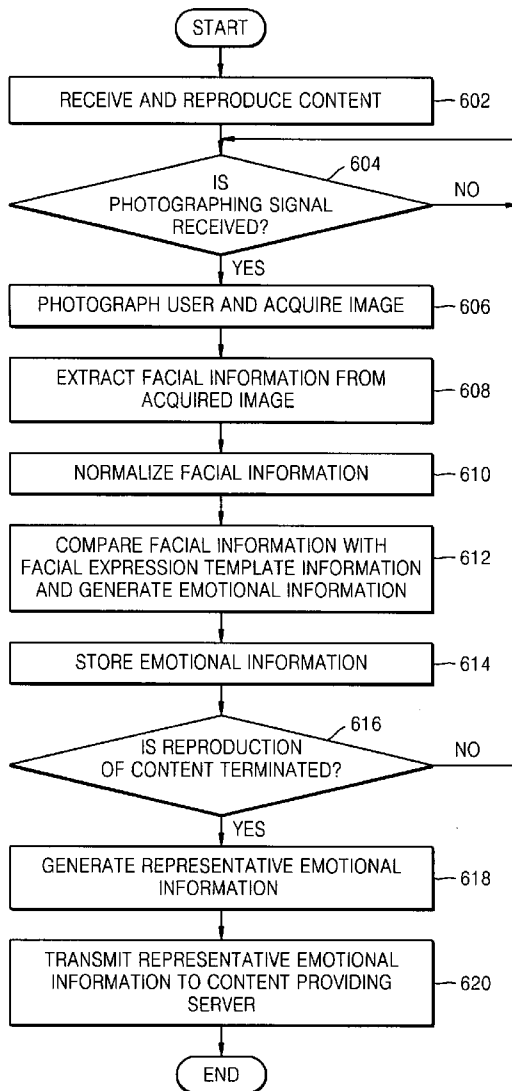 START
RECEIVE AND REPRODUCE CONTENT
602
604
IS
PHOTOGRAPHING SIGNAL
RECEIVED?
NO
YES
PHOTOGRAPH USER AND ACQUIRE IMAGE
606
EXTRACT FACIAL INFORMATION FROM
ACQUIRED IMAGE
608
NORMALIZE FACIAL INFORMATION
610
COMPARE FACIAL INFORMATION WITH
FACIAL EXPRESSION TEMPLATE INFORMATION
AND GENERATE EMOTIONAL INFORMATION
612
STORE EMOTIONAL INFORMATION
614
616
IS REPRODUCTION
OF CONTENT TERMINATED?
NO
YES
GENERATE REPRESENTATIVE EMOTIONAL
INFORMATION
618
TRANSMIT REPRESENTATIVE EMOTIONAL
INFORMATION TO CONTENT PROVIDING
SERVER
620
END